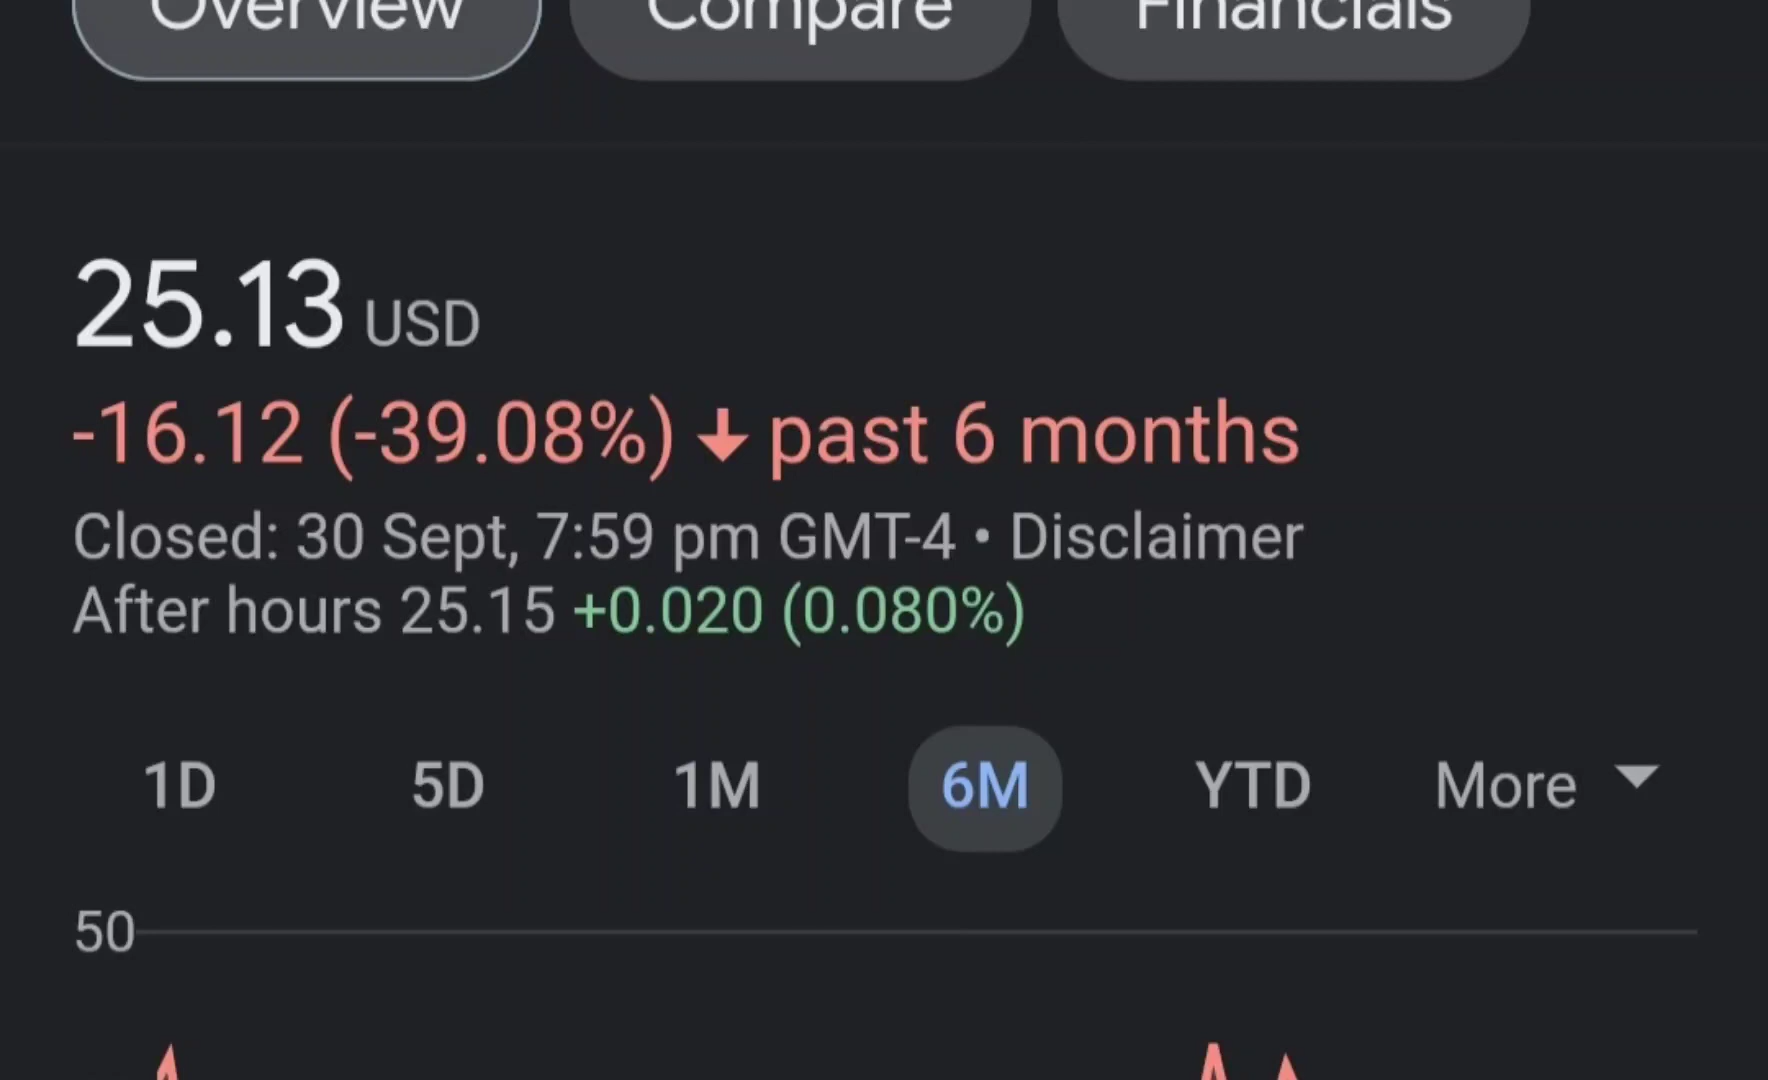 Overview Compare Financials
25.13 USD
-16.12 (-39.08%) ↓ past 6 months
Closed: 30 Sept, 7:59 pm GMT-4 • Disclaimer
After hours 25.15 +0.020 (0.080%)
1D 5D 1M 6M YTD More
50